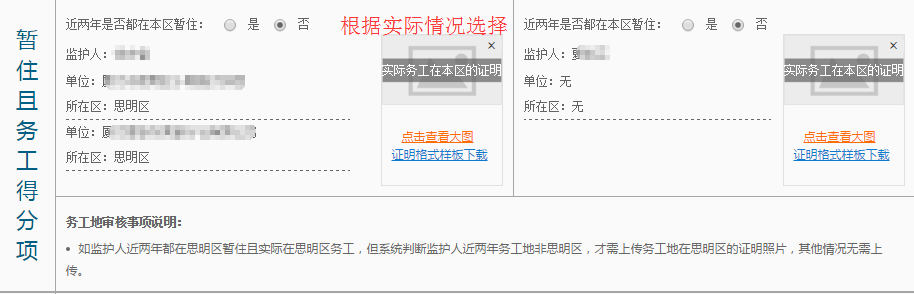 暂住且务工得分项
近两年是否都在本区暂住： 是 否
根据实际情况选择
监护人：
单位：
所在区：思明区
单位：
所在区：思明区
×
实际务工在本区的证明
点击查看大图
证明格式样板下载
近两年是否都在本区暂住： 是 否
监护人：
单位：无
所在区：无
×
实际务工在本区的证明
点击查看大图
证明格式样板下载
务工地审核事项说明：
• 如监护人近两年都在思明区暂住且实际在思明区务工，但系统判断监护人近两年务工地非思明区，才需上传务工地在思明区的证明照片，其他情况无需上
传。